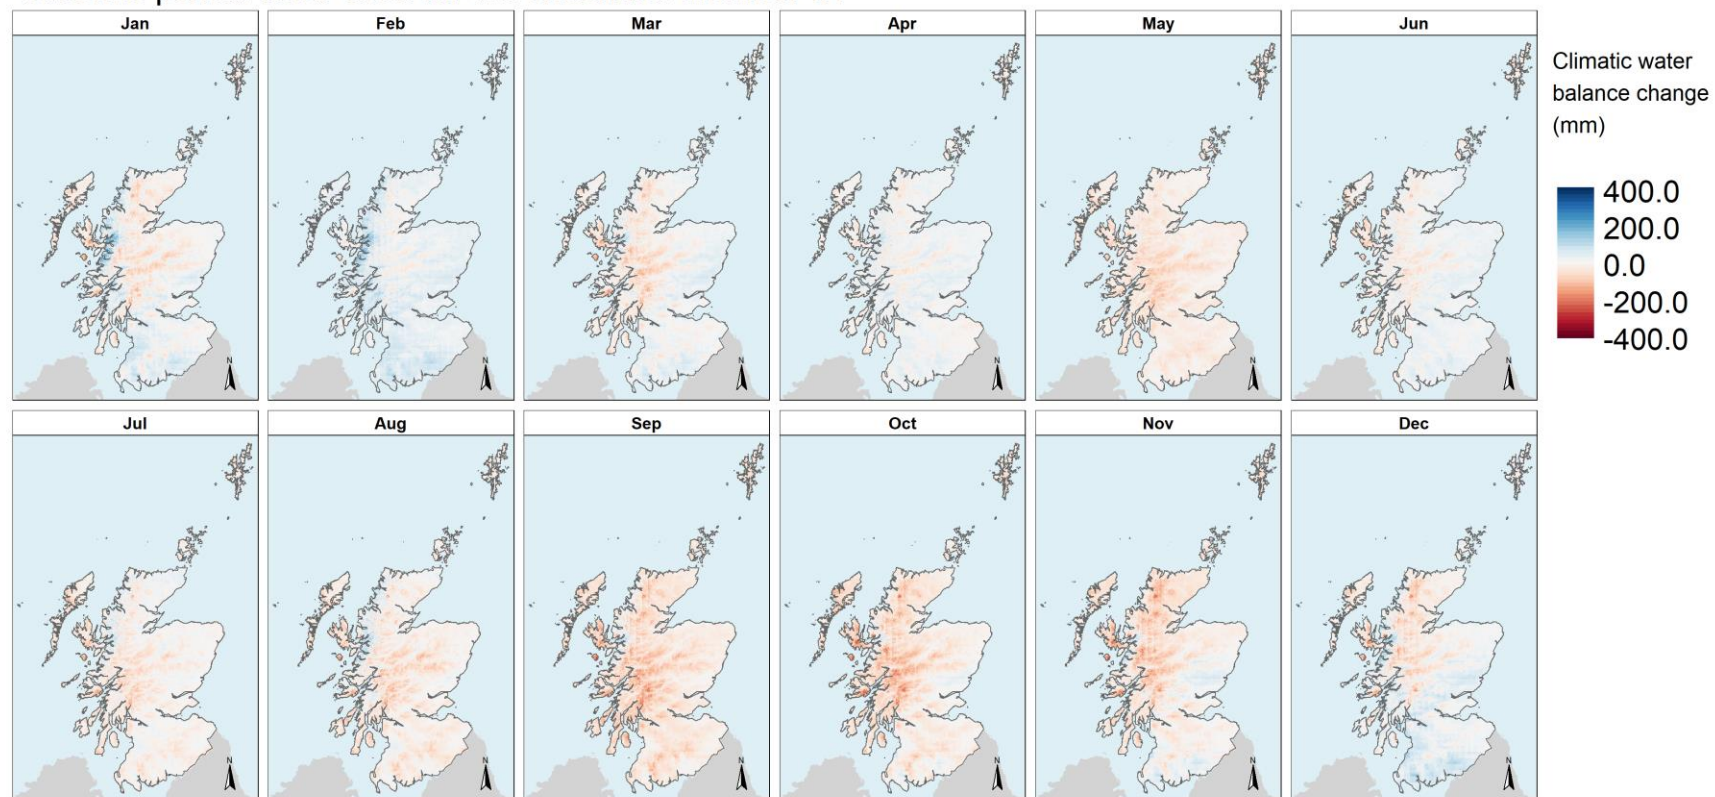 Jan
Feb
Mar
Apr
May
Jun
Climatic water
balance change
(mm)
400.0
200.0
0.0
-200.0
-400.0
N
N
N
N
N
N
Jul
Aug
Sep
Oct
Nov
Dec
N
N
N
N
N
N